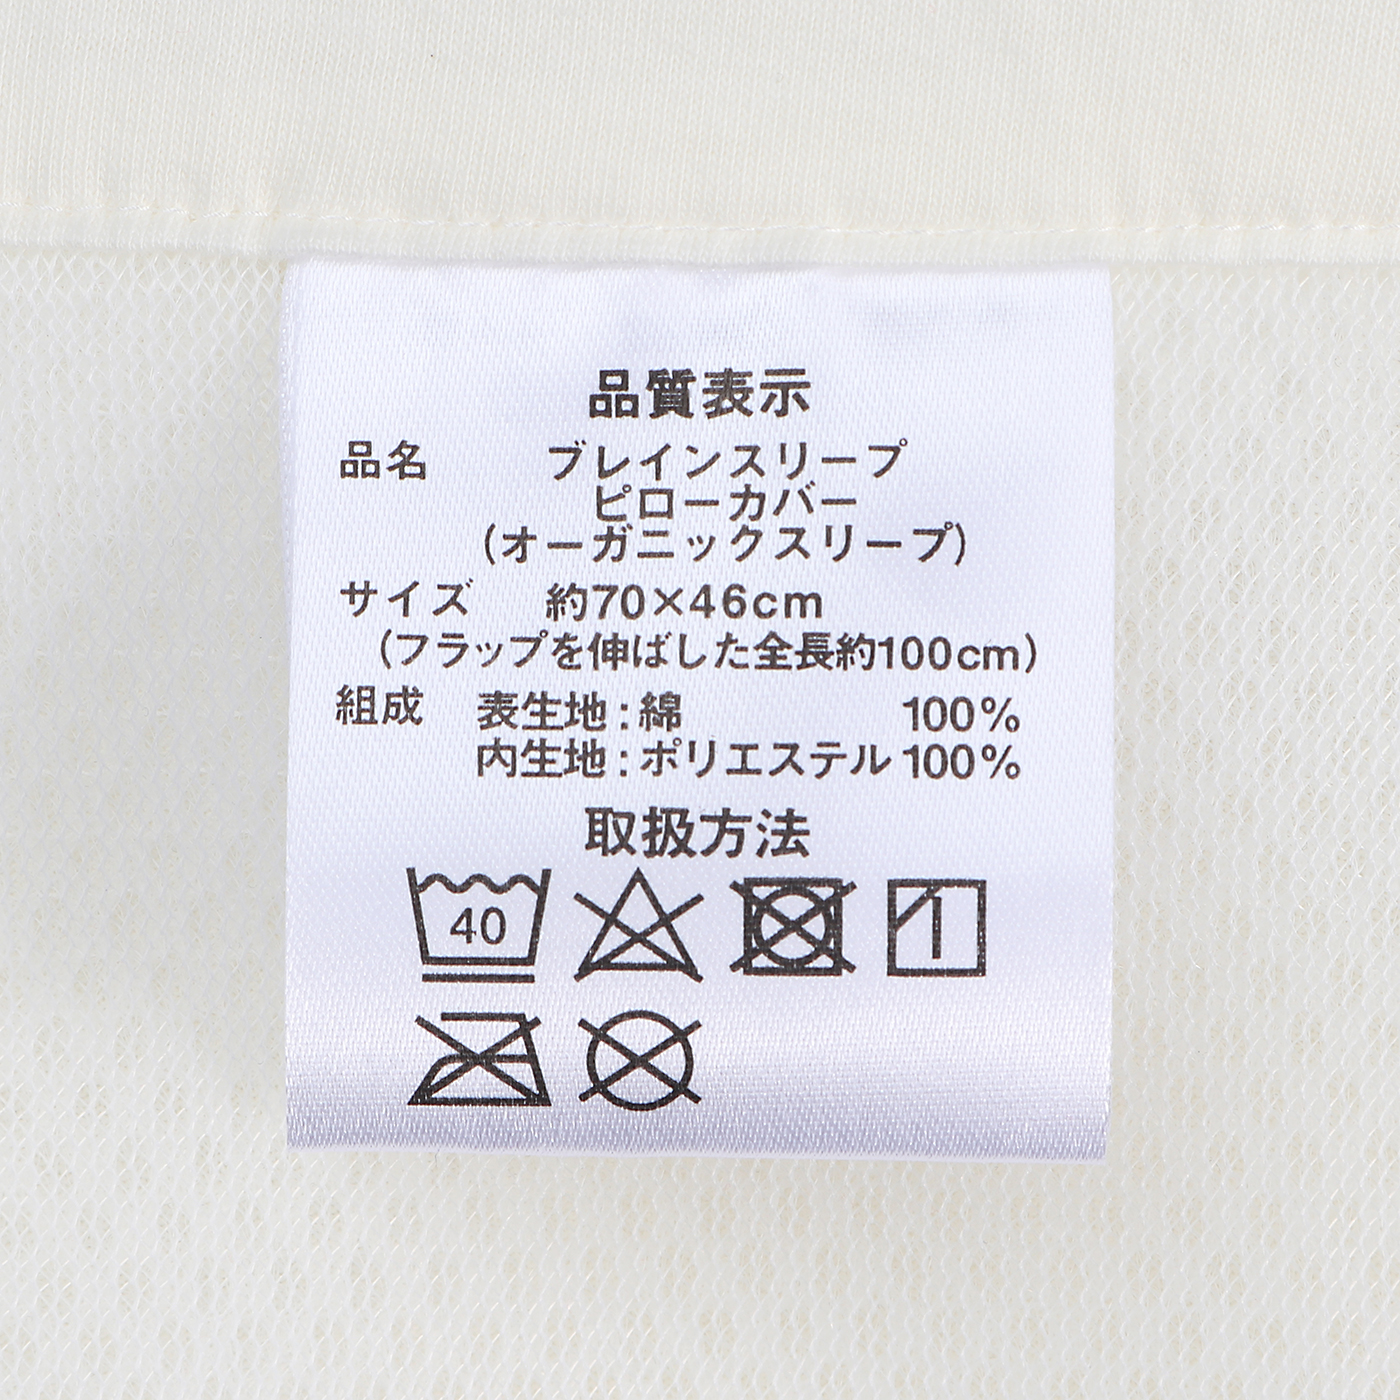 品質表示
品名 ブレインスリープ
ピローカバー
(オーガニックスリープ)
サイズ 約70×46cm
(フラップを伸ばした全長約100cm)
組成 表生地:綿 100%
内生地:ポリエステル 100%
取扱方法
40